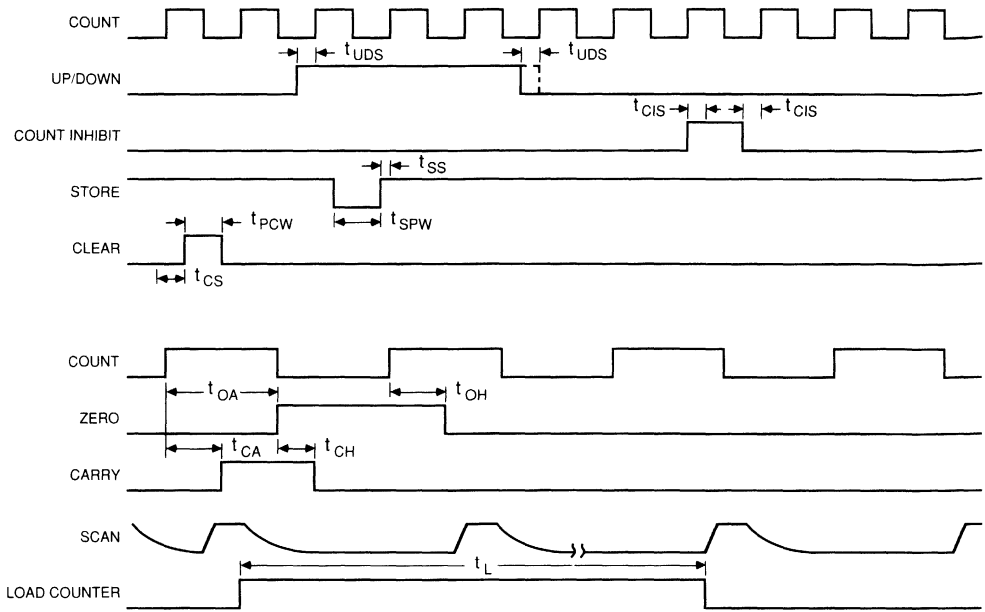 COUNT
t UDS
t UDS
UP/DOWN
t CIS
t CIS
COUNT INHIBIT
t SS
STORE
t PCW
t SPW
CLEAR
t CS
COUNT
t OA
t OH
ZERO
t CA
t CH
CARRY
SCAN
t L
LOAD COUNTER